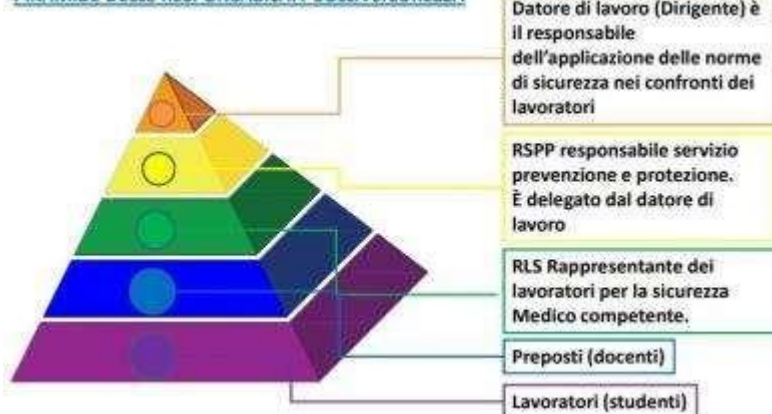 Datore di lavoro (Dirigente) è
il responsabile
dell'applicazione delle norme
di sicurezza nei confronti dei
lavoratori
RSPP responsabile servizio
prevenzione e protezione.
È delegato dal datore di
lavoro
RLS Rappresentante dei
lavoratori per la sicurezza
Medico competente.
Preposti (docenti)
Lavoratori (studenti)